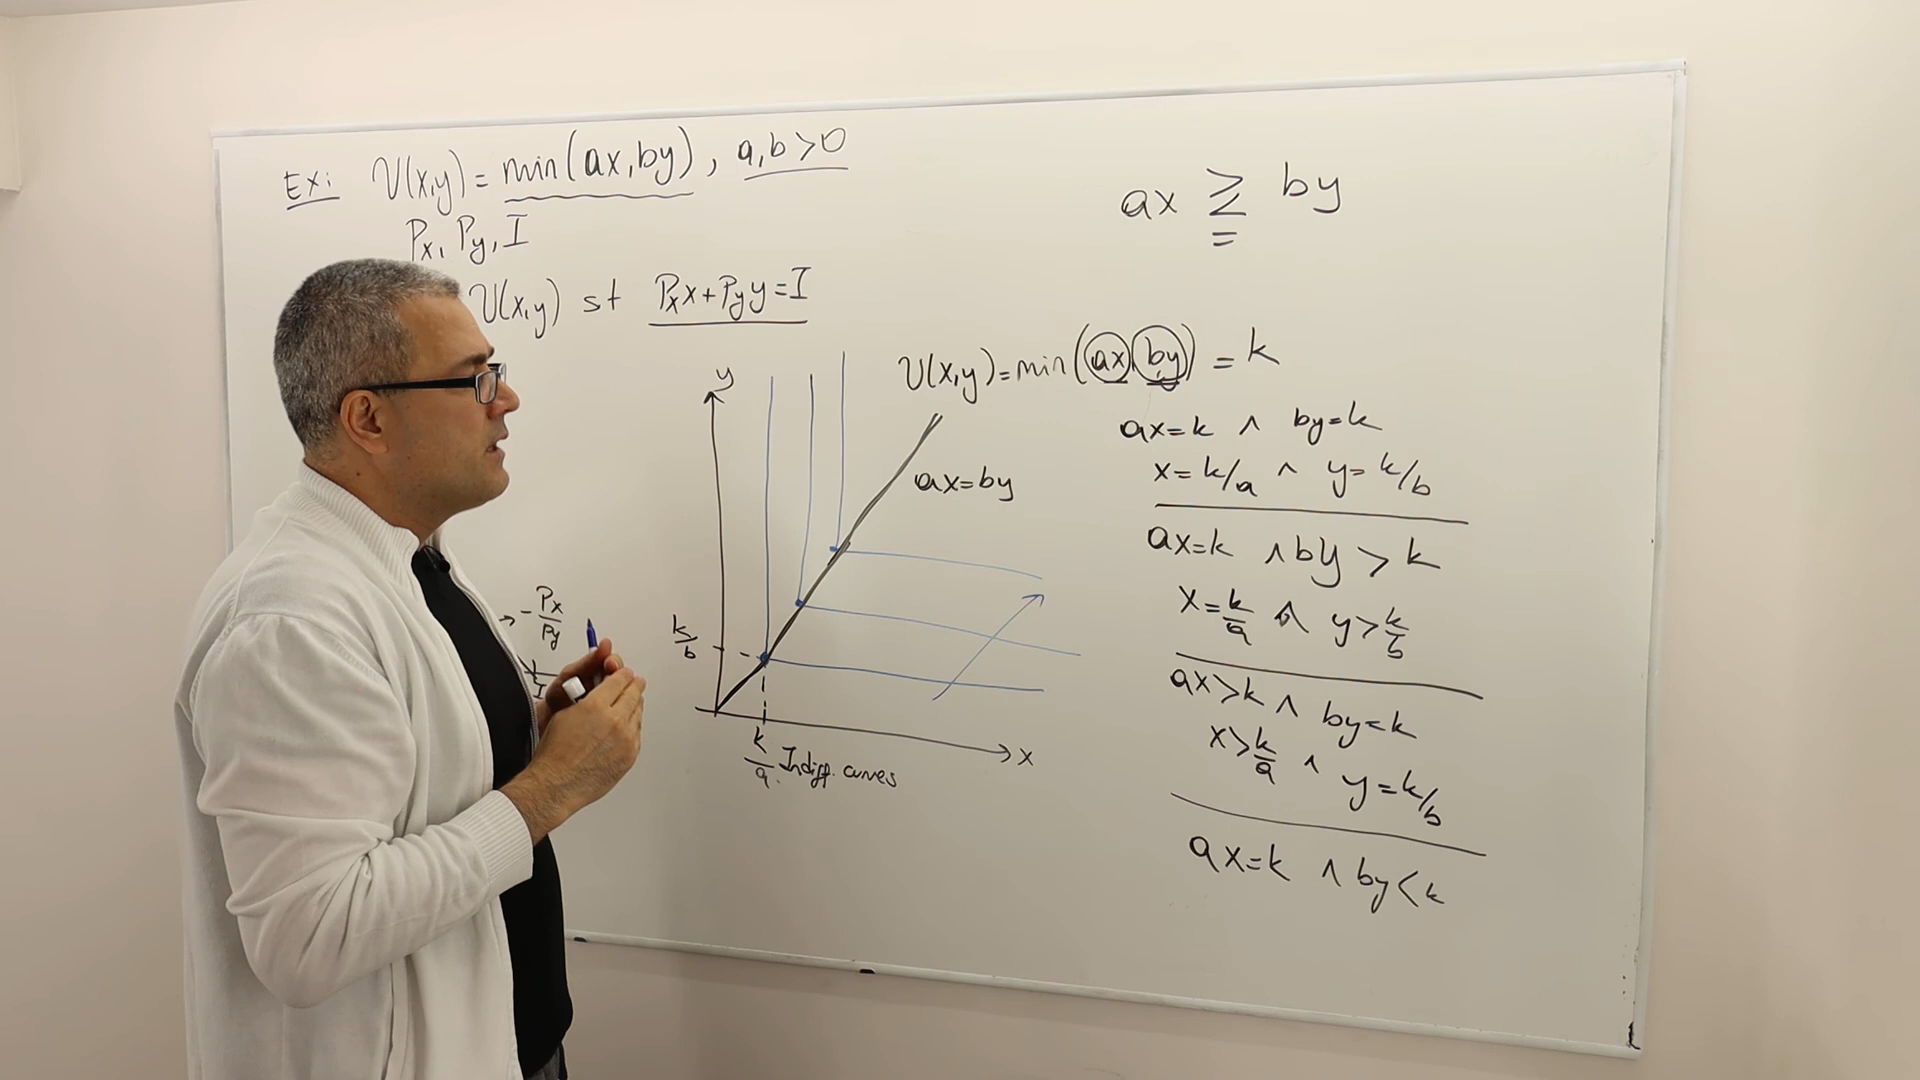 Ex: U(x,y) = min(ax,by), a,b>0
Px, Py, I
U(x,y) st Pxx+Pyy=I
ax ≷ by
=
U(x,y)=min(ax,by) = k
ax=k ∧ by=k
x=k/a ∧ y=k/b
ax=k ∧ by > k
x=k/a ∧ y>k/b
ax>k ∧ by=k
x>k/a ∧ y=k/b
ax=k ∧ by<k
y
ax=by
k/b
k/a
x
Indiff. curves
→ -Px/Py
I